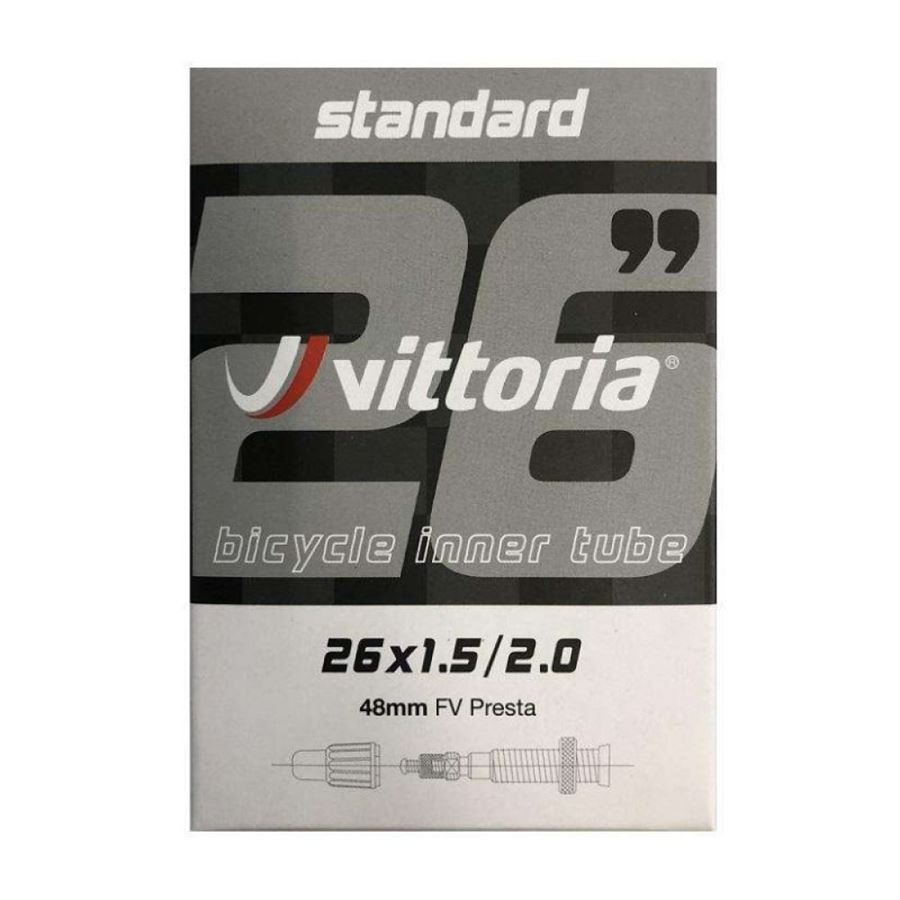 standard
26”
vittoria®
bicycle inner tube
26x1.5/2.0
48mm FV Presta